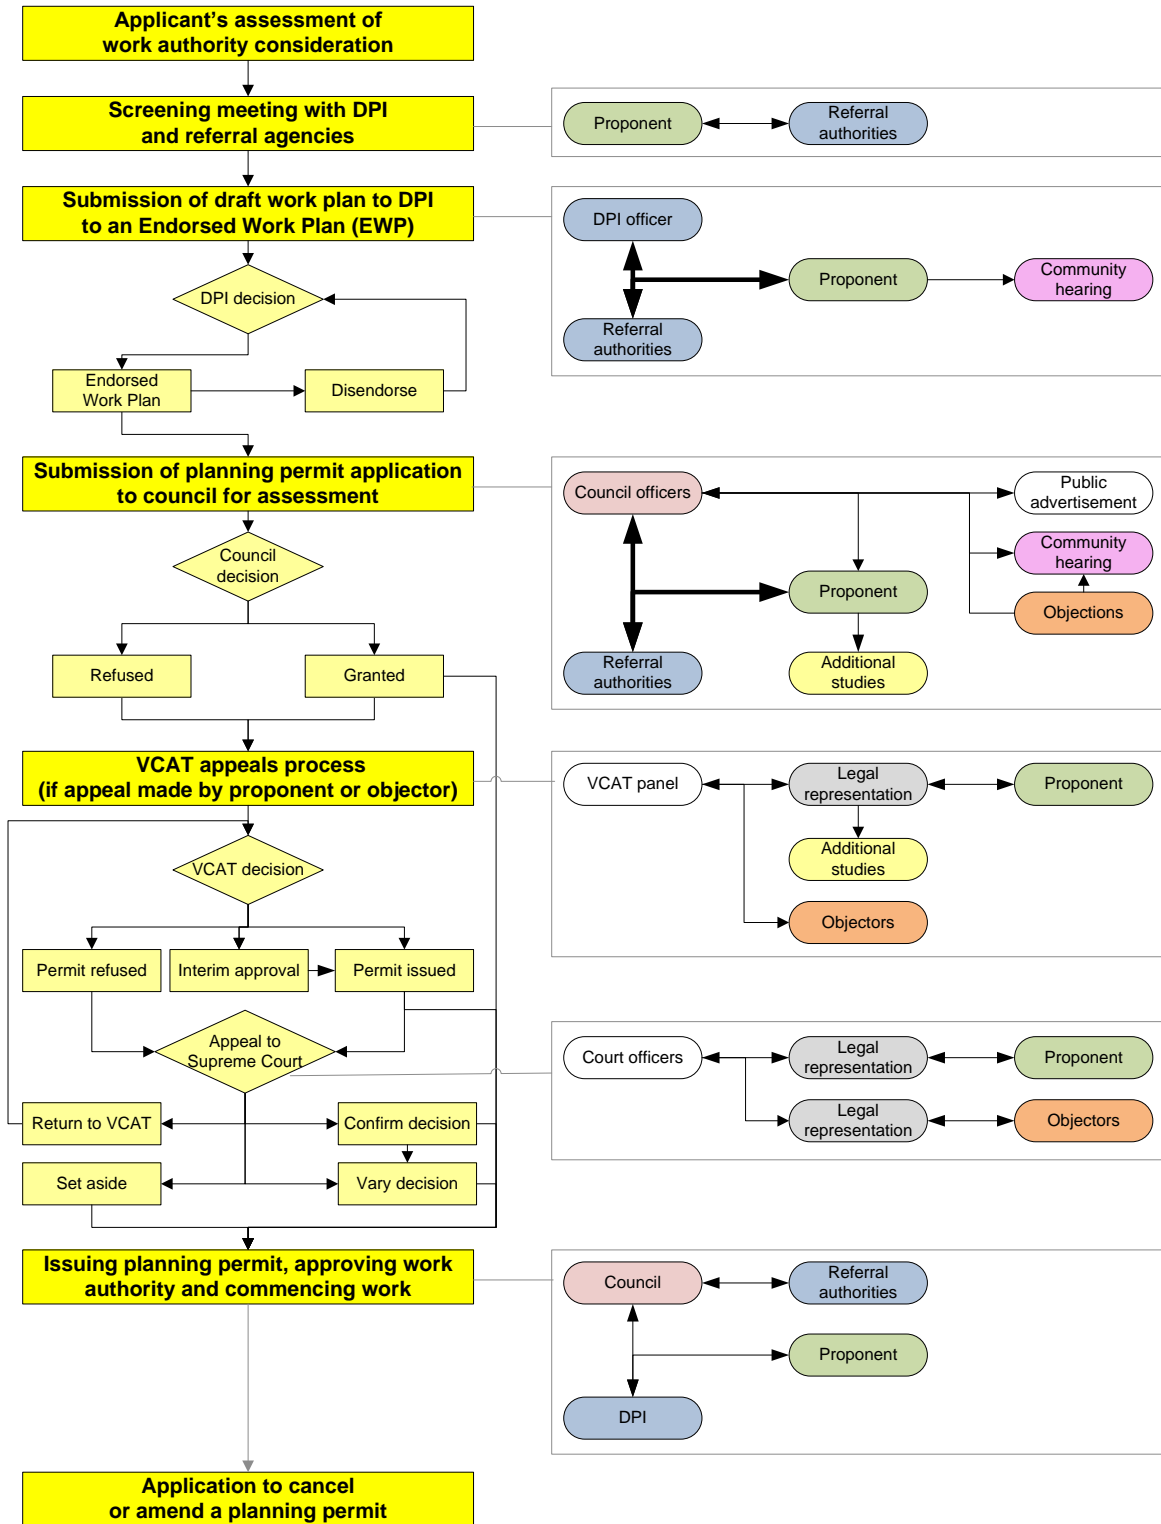 Applicant's assessment of
work authority consideration
Screening meeting with DPI
and referral agencies
Proponent
Referral
authorities
Submission of draft work plan to DPI
to an Endorsed Work Plan (EWP)
DPI officer
Proponent
Community
hearing
Referral
authorities
DPI decision
Endorsed
Work Plan
Disendorse
Submission of planning permit application
to council for assessment
Council officers
Public
advertisement
Community
hearing
Proponent
Objections
Referral
authorities
Additional
studies
Council
decision
Refused
Granted
VCAT appeals process
(if appeal made by proponent or objector)
VCAT panel
Legal
representation
Proponent
Additional
studies
Objectors
VCAT decision
Permit refused
Interim approval
Permit issued
Appeal to
Supreme Court
Court officers
Legal
representation
Proponent
Legal
representation
Objectors
Return to VCAT
Confirm decision
Set aside
Vary decision
Issuing planning permit, approving work
authority and commencing work
Council
Referral
authorities
Proponent
DPI
Application to cancel
or amend a planning permit